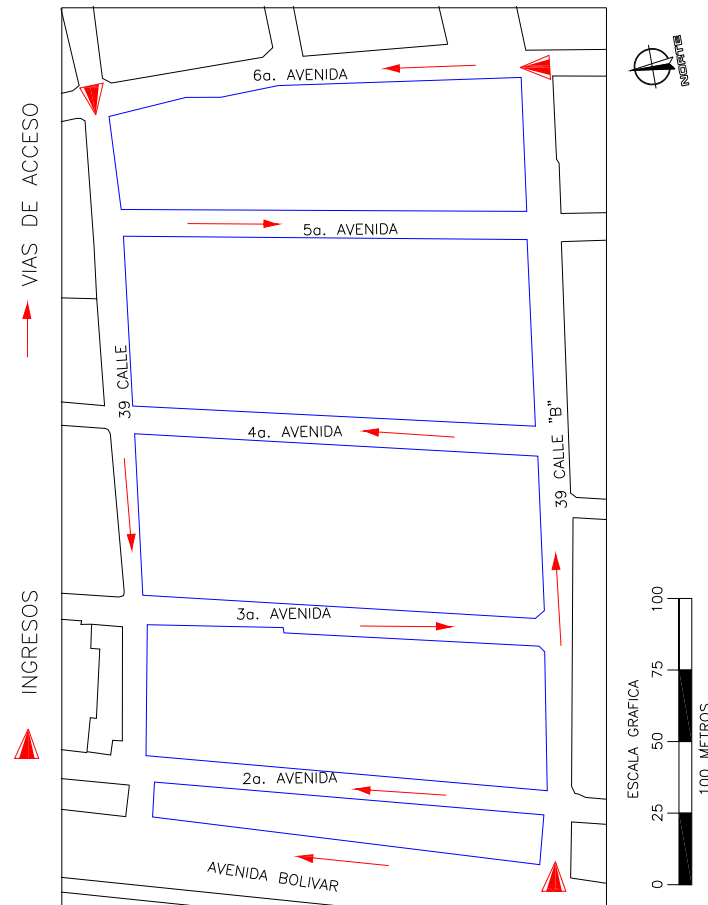 6a. AVENIDA
NORTE
VIAS DE ACCESO
5a. AVENIDA
39 CALLE
4a. AVENIDA
39 CALLE "B"
INGRESOS
3a. AVENIDA
2a. AVENIDA
AVENIDA BOLIVAR
ESCALA GRAFICA
0
25
50
75
100
100 METROS